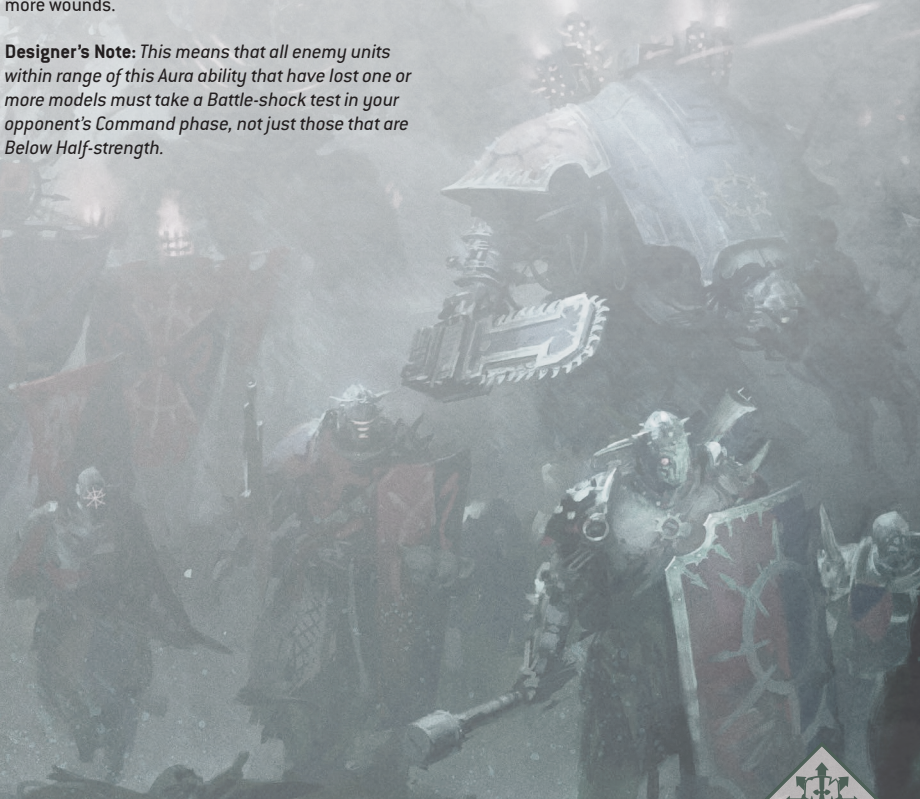 more wounds.
Designer's Note: This means that all enemy units
within range of this Aura ability that have lost one or
more models must take a Battle-shock test in your
opponent's Command phase, not just those that are
Below Half-strength.